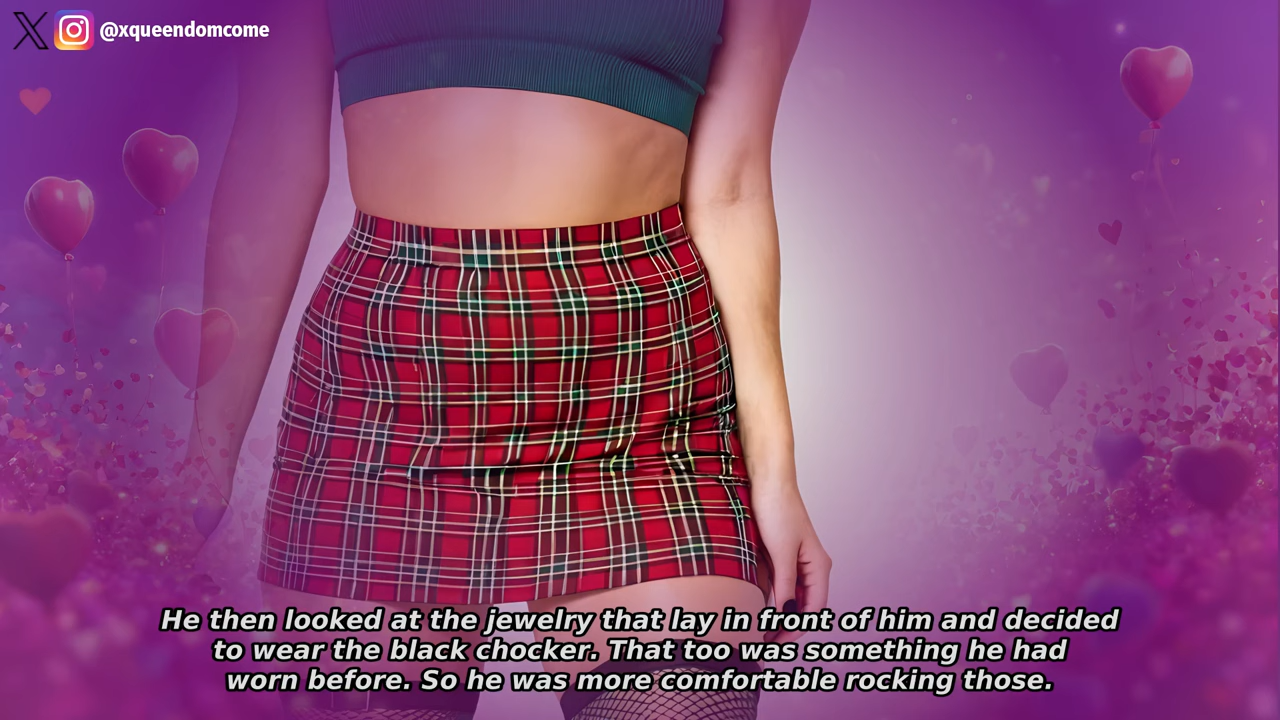 @xqueendomcome
He then looked at the jewelry that lay in front of him and decided
to wear the black chocker. That too was something he had
worn before. So he was more comfortable rocking those.